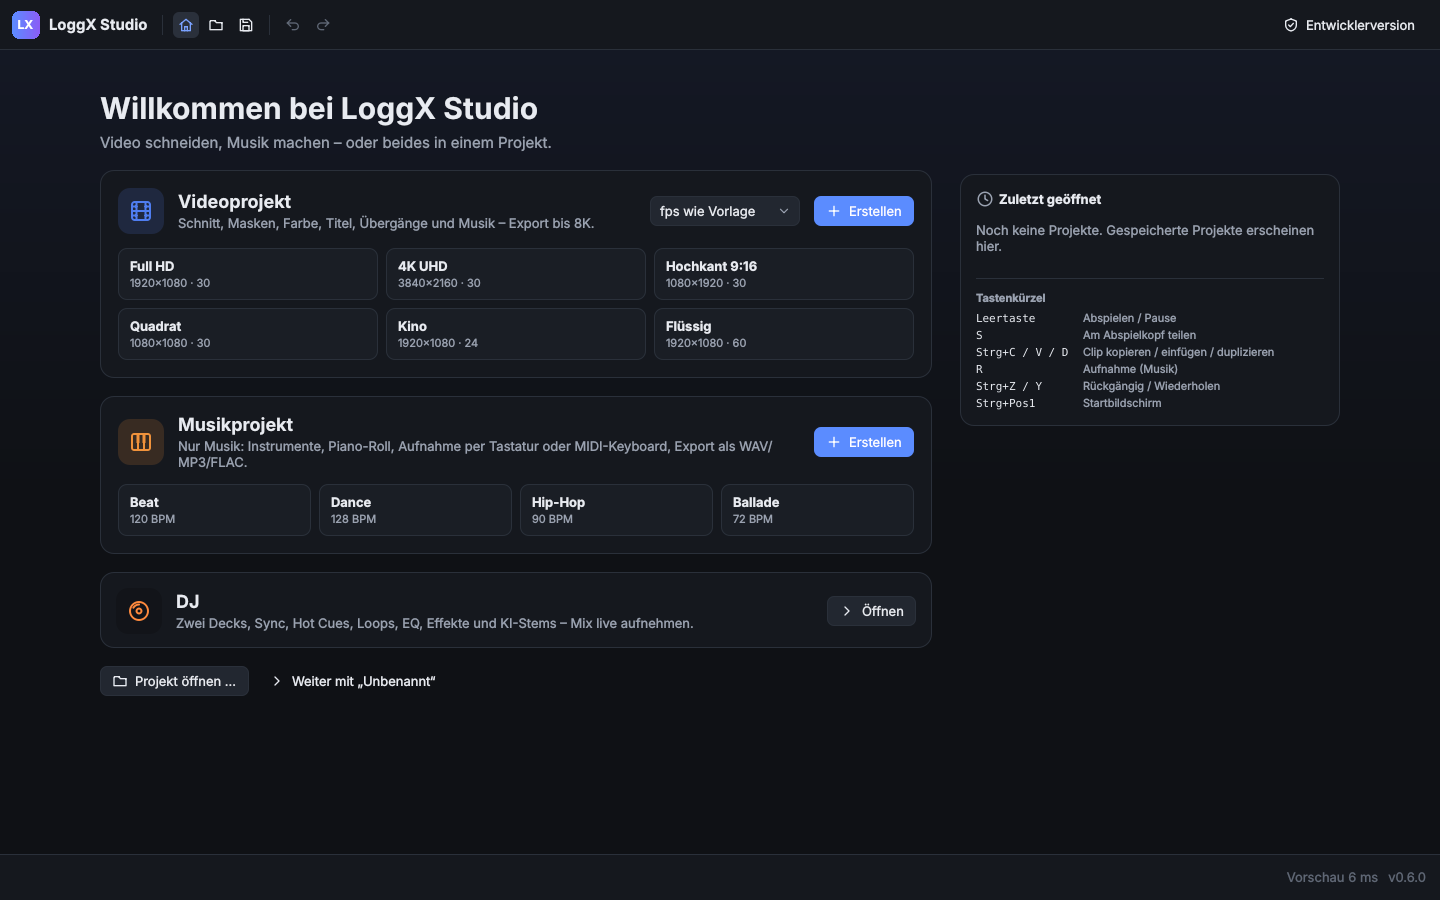 LX LoggX Studio
Entwicklerversion
Willkommen bei LoggX Studio
Video schneiden, Musik machen – oder beides in einem Projekt.
Videoprojekt
Schnitt, Masken, Farbe, Titel, Übergänge und Musik – Export bis 8K.
fps wie Vorlage
Erstellen
Full HD
1920×1080 · 30
4K UHD
3840×2160 · 30
Hochkant 9:16
1080×1920 · 30
Quadrat
1080×1080 · 30
Kino
1920×1080 · 24
Flüssig
1920×1080 · 60
Musikprojekt
Nur Musik: Instrumente, Piano-Roll, Aufnahme per Tastatur oder MIDI-Keyboard, Export als WAV/
MP3/FLAC.
Erstellen
Beat
120 BPM
Dance
128 BPM
Hip-Hop
90 BPM
Ballade
72 BPM
DJ
Zwei Decks, Sync, Hot Cues, Loops, EQ, Effekte und KI-Stems – Mix live aufnehmen.
Öffnen
Projekt öffnen ...
Weiter mit „Unbenannt“
Zuletzt geöffnet
Noch keine Projekte. Gespeicherte Projekte erscheinen
hier.
Tastenkürzel
Leertaste Abspielen / Pause
S Am Abspielkopf teilen
Strg+C / V / D Clip kopieren / einfügen / duplizieren
R Aufnahme (Musik)
Strg+Z / Y Rückgängig / Wiederholen
Strg+Pos1 Startbildschirm
Vorschau 6 ms v0.6.0